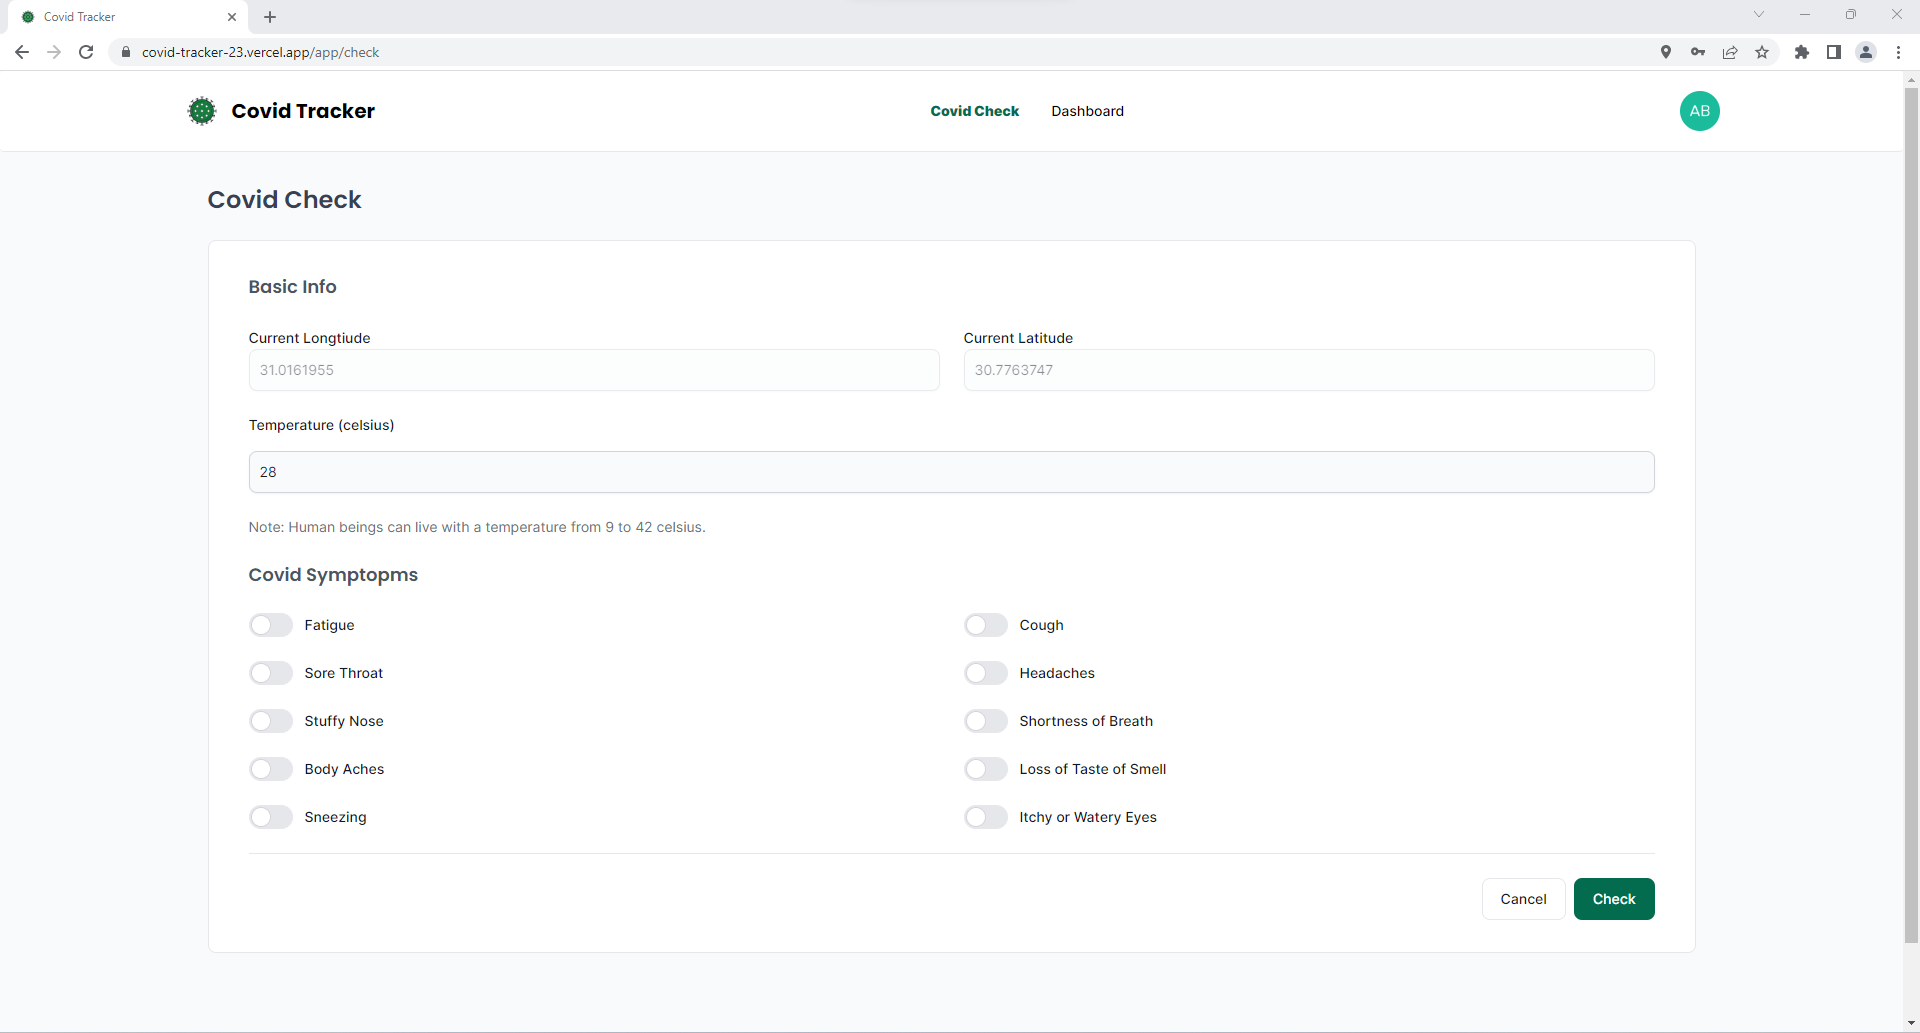 Covid Tracker
covid-tracker-23.vercel.app/app/check
Covid Tracker
Covid Check
Dashboard
AB
Covid Check
Basic Info
Current Longtiude
Current Latitude
31.0161955
30.7763747
Temperature (celsius)
28
Note: Human beings can live with a temperature from 9 to 42 celsius.
Covid Symptopms
Fatigue
Cough
Sore Throat
Headaches
Stuffy Nose
Shortness of Breath
Body Aches
Loss of Taste of Smell
Sneezing
Itchy or Watery Eyes
Cancel
Check